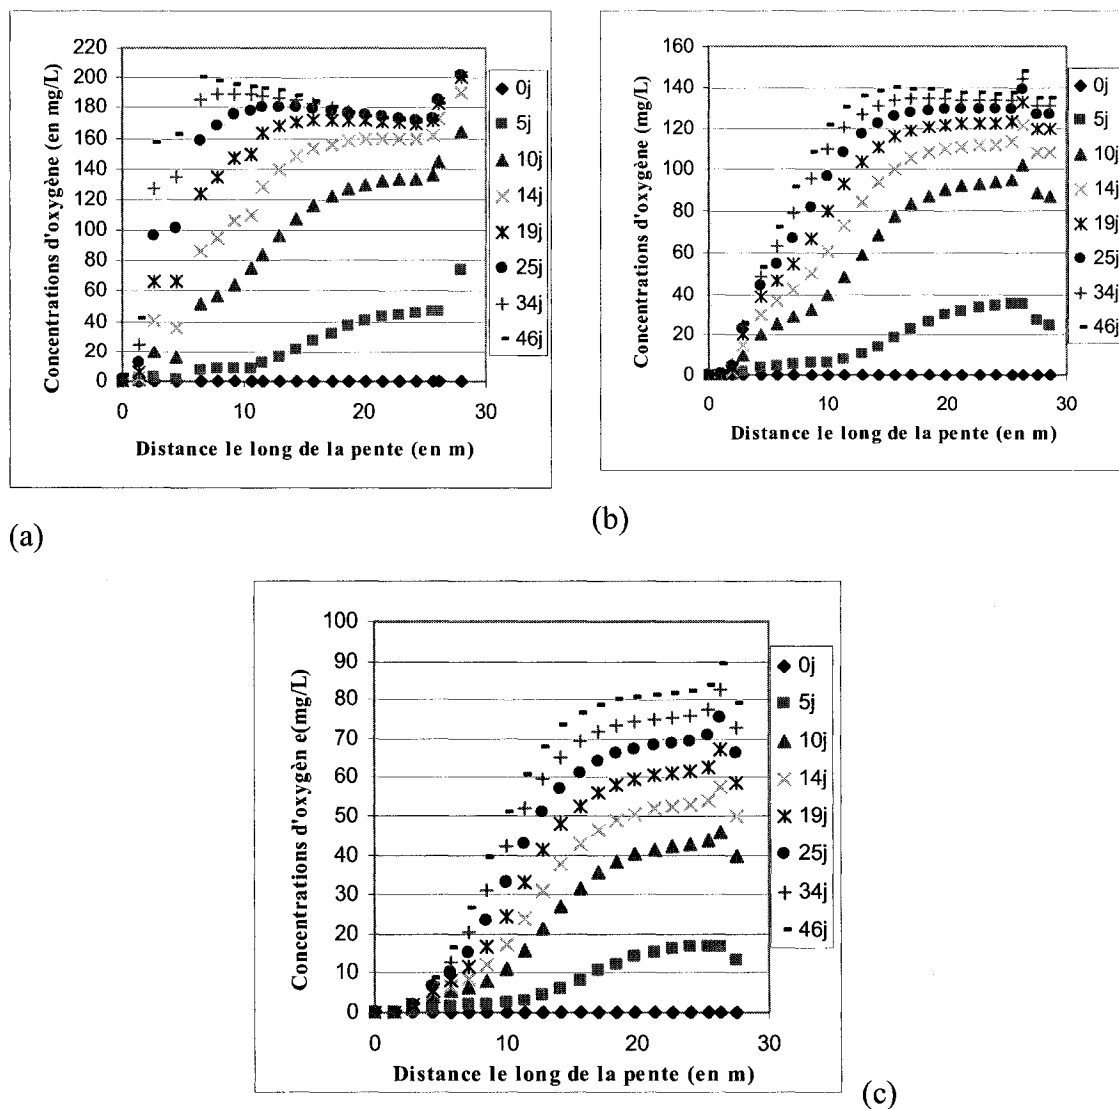 Concentrations d'oxygène (en mg/L)
220
200
180
160
140
120
100
80
60
40
20
0
0
10
20
30
Distance le long de la pente (en m)
0j
5j
10j
14j
19j
25j
34j
46j
(a)
Concentrations d'oxygène (mg/L)
160
140
120
100
80
60
40
20
0
0
10
20
30
Distance le long de la pente (en m)
0j
5j
10j
14j
19j
25j
34j
46j
(b)
Concentrations d'oxygèn e(mg/L)
100
90
80
70
60
50
40
30
20
10
0
0
10
20
30
Distance le long de la pente (en m)
0j
5j
10j
14j
19j
25j
34j
46j
(c)